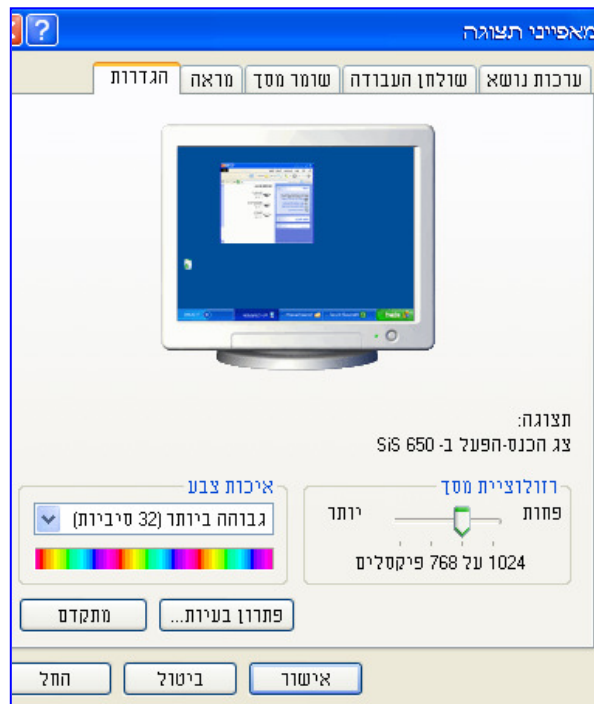 מאפייני תצוגה
ערכות נושא שולחן העבודה שומר מסך מראה הגדרות
תצוגה:
צג הכנס-הפעל ב- SiS 650
רזולוציית מסך
פחות יותר
1024 על 768 פיקסלים
איכות צבע
גבוהה ביותר (32 סיביות)
פתרון בעיות... מתקדם
אישור ביטול החל